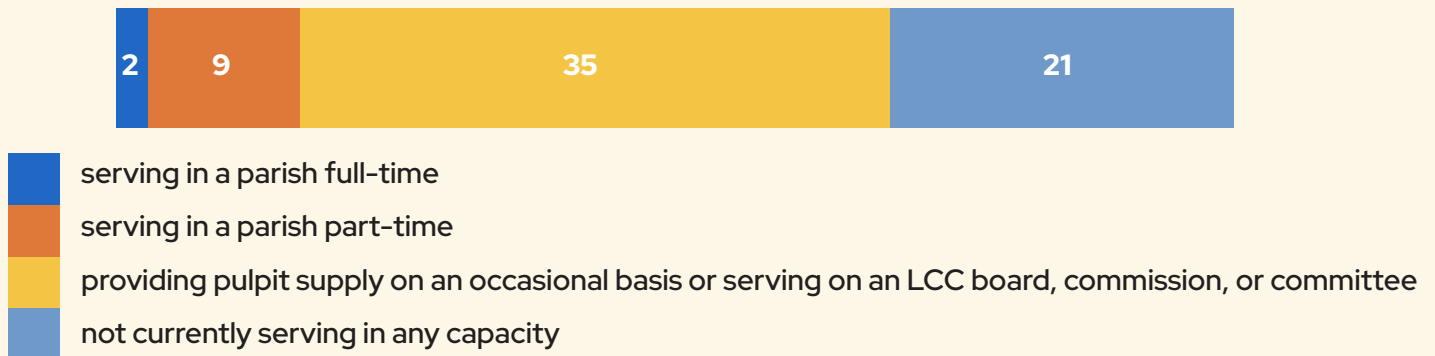 2 9 35 21
serving in a parish full-time
serving in a parish part-time
providing pulpit supply on an occasional basis or serving on an LCC board, commission, or committee
not currently serving in any capacity